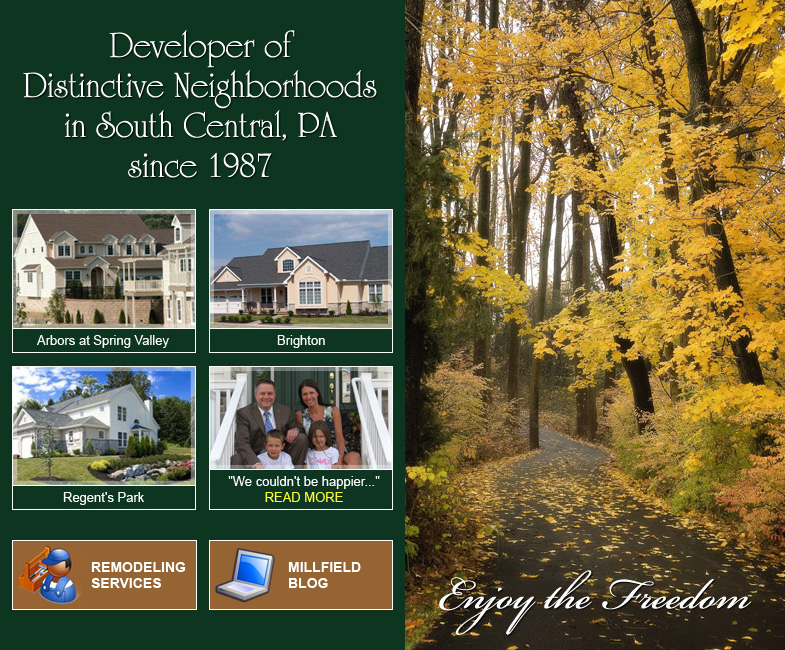 Developer of
Distinctive Neighborhoods
in South Central, PA
since 1987
Arbors at Spring Valley
Brighton
Regent's Park
"We couldn't be happier..."
READ MORE
REMODELING
SERVICES
MILLFIELD
BLOG
Enjoy the Freedom